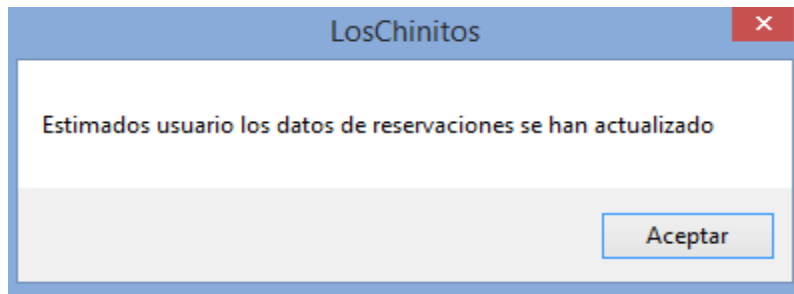 LosChinitos
Estimados usuario los datos de reservaciones se han actualizado
Aceptar